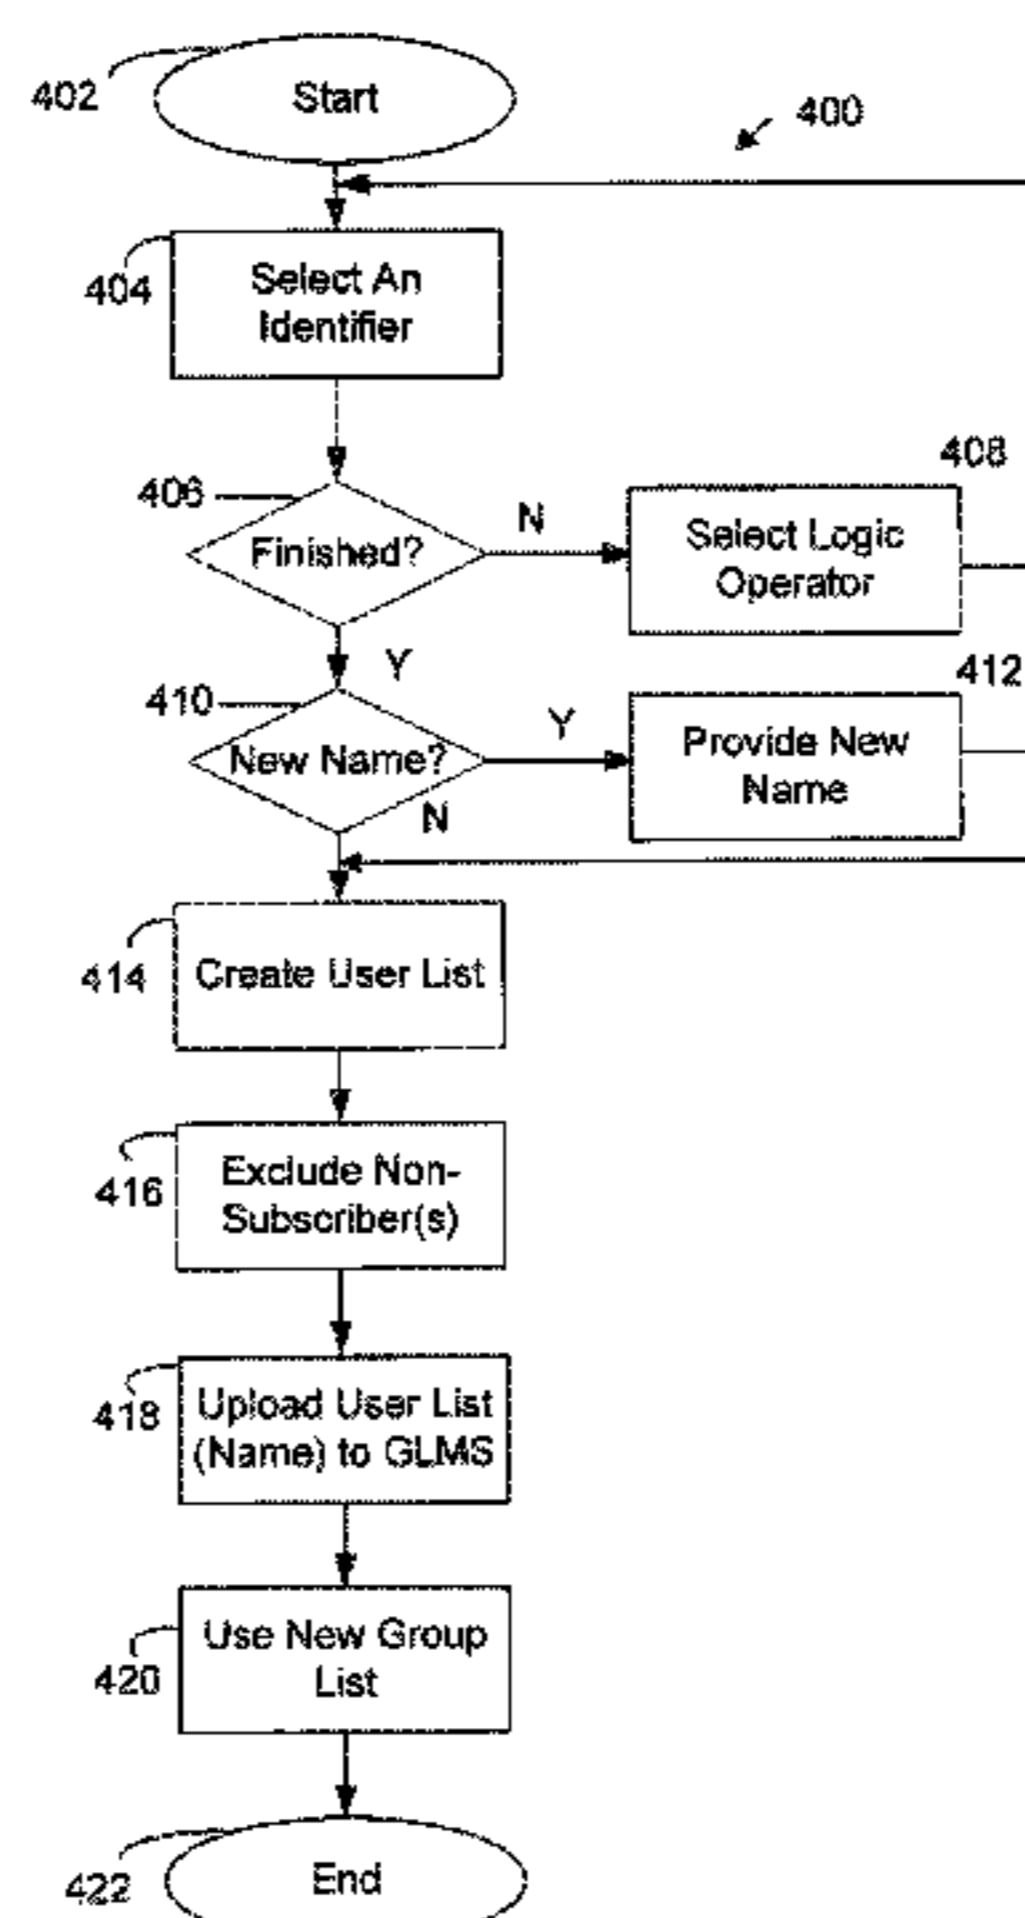 402
Start
400
404
Select An
Identifier
406
Finished?
N
408
Select Logic
Operator
Y
410
New Name?
Y
412
Provide New
Name
N
414
Create User List
416
Exclude Non-
Subscriber(s)
418
Upload User List
(Name) to GLMS
420
Use New Group
List
422
End